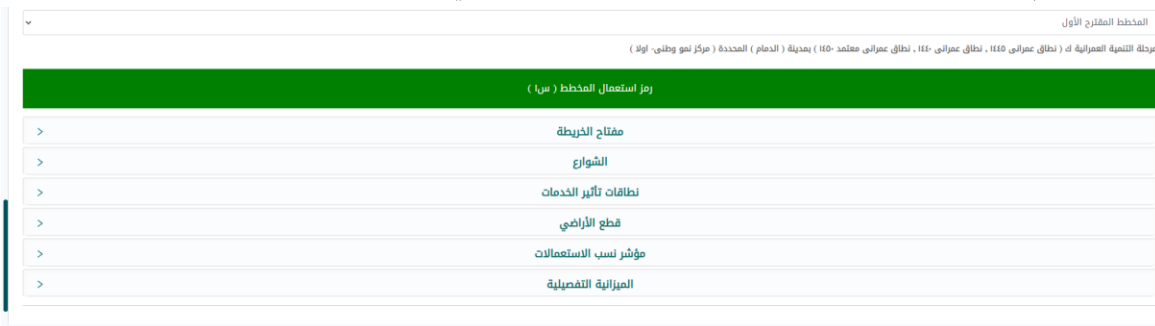 المخطط المقترح الأول
مرحلة التنمية العمرانية ك ( نطاق عمراني ١٤٤٥ , نطاق عمراني ١٤٤٠ , نطاق عمراني معتمد ١٤٥٠ ) بمدينة ( الدمام ) المحددة ( مركز نمو وطني- اولا )
رمز استعمال المخطط ( س١ )
مفتاح الخريطة
الشوارع
نطاقات تأثير الخدمات
قطع الأراضي
مؤشر نسب الاستعمالات
الميزانية التفصيلية